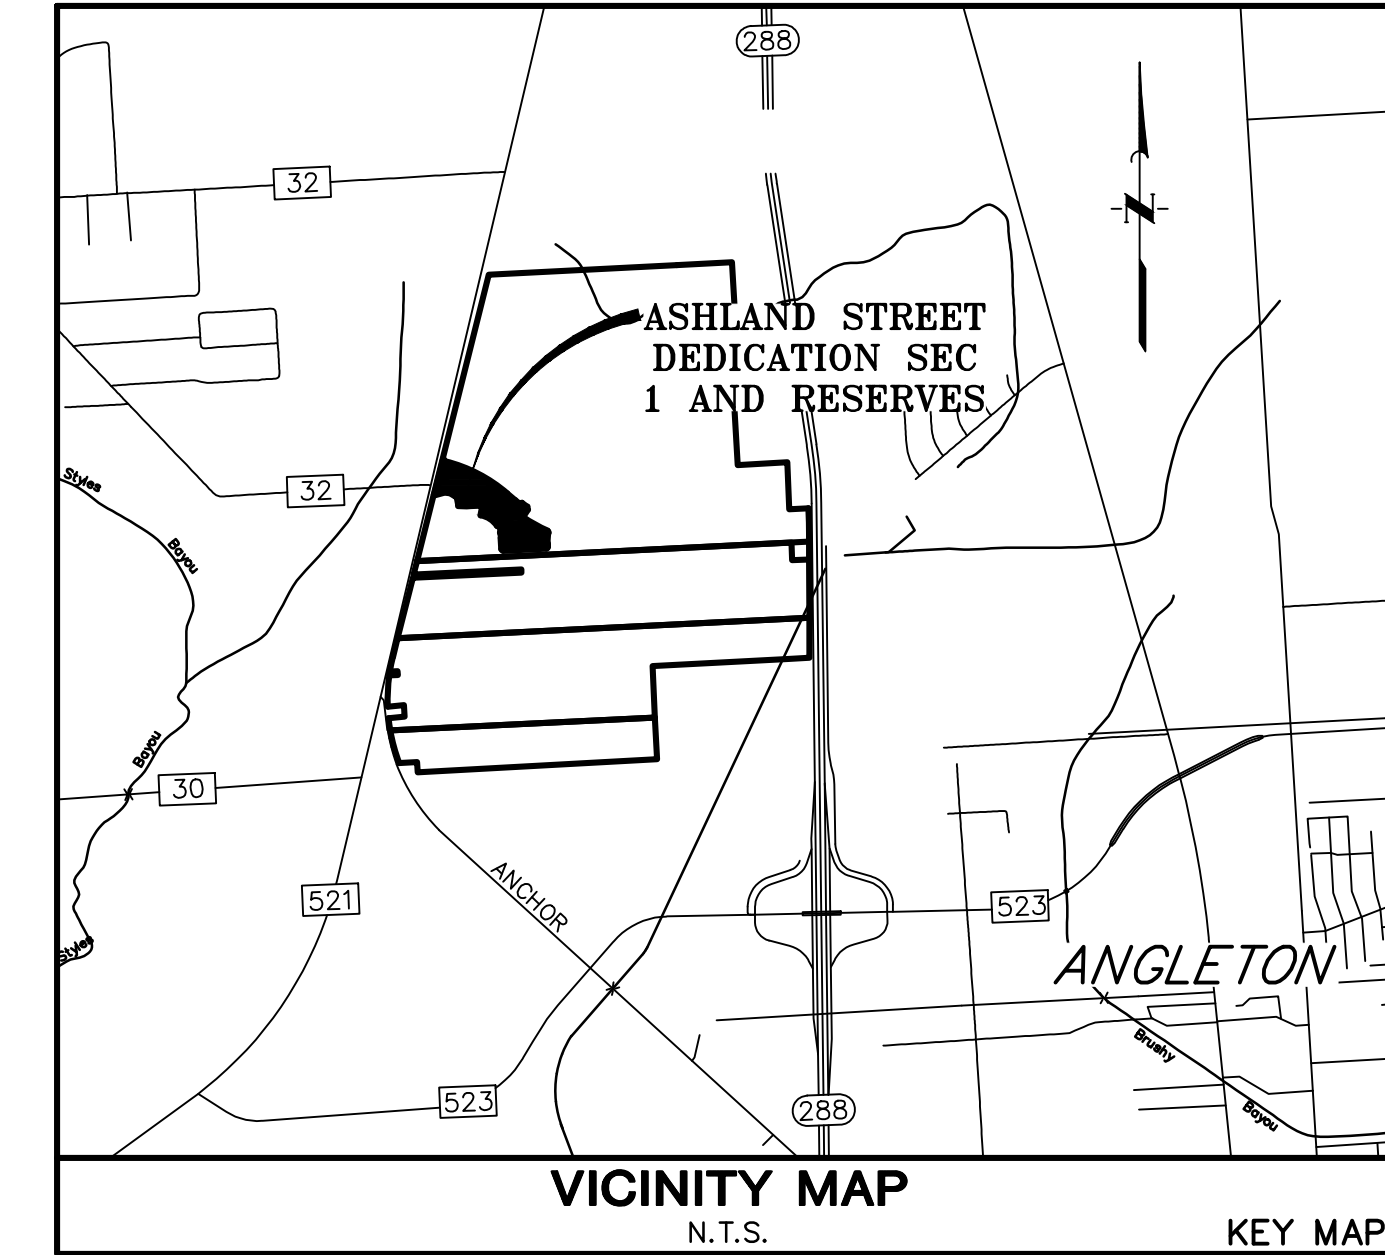 288
32
ASHLAND STREET
DEDICATION SEC
1 AND RESERVES
32
Styles
Bayou
Bayou
30
521
ANCHOR
523
Styles
ANGLETON
Brushy
Bayou
523
288
VICINITY MAP
N.T.S.
KEY MAP
N